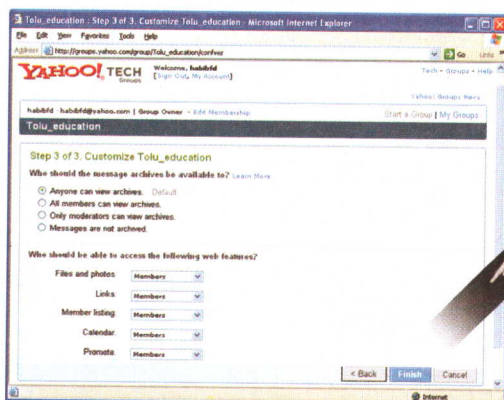 Tolu_education : Step 3 of 3. Customize Tolu_education - Microsoft Internet Explorer
File Edit View Favorites Tools Help
Address http://groups.yahoo.com/group/Tolu_education/confvez Go Links
YAHOO! TECH Groups
Welcome, habibfd
[Sign Out, My Account]
Tech - Groups - Help
Yahoo! Groups Help
habibfd · habibfd@yahoo.com | Group Owner - Edit Membership
Start a Group | My Groups
Tolu_education
Step 3 of 3. Customize Tolu_education
Who should the message archives be available to? Learn More
Anyone can view archives. Default
All members can view archives.
Only moderators can view archives.
Messages are not archived.
Who should be able to access the following web features?
Files and photos: Members
Links: Members
Member listing: Members
Calendar: Members
Promote: Members
< Back Finish Cancel
Internet